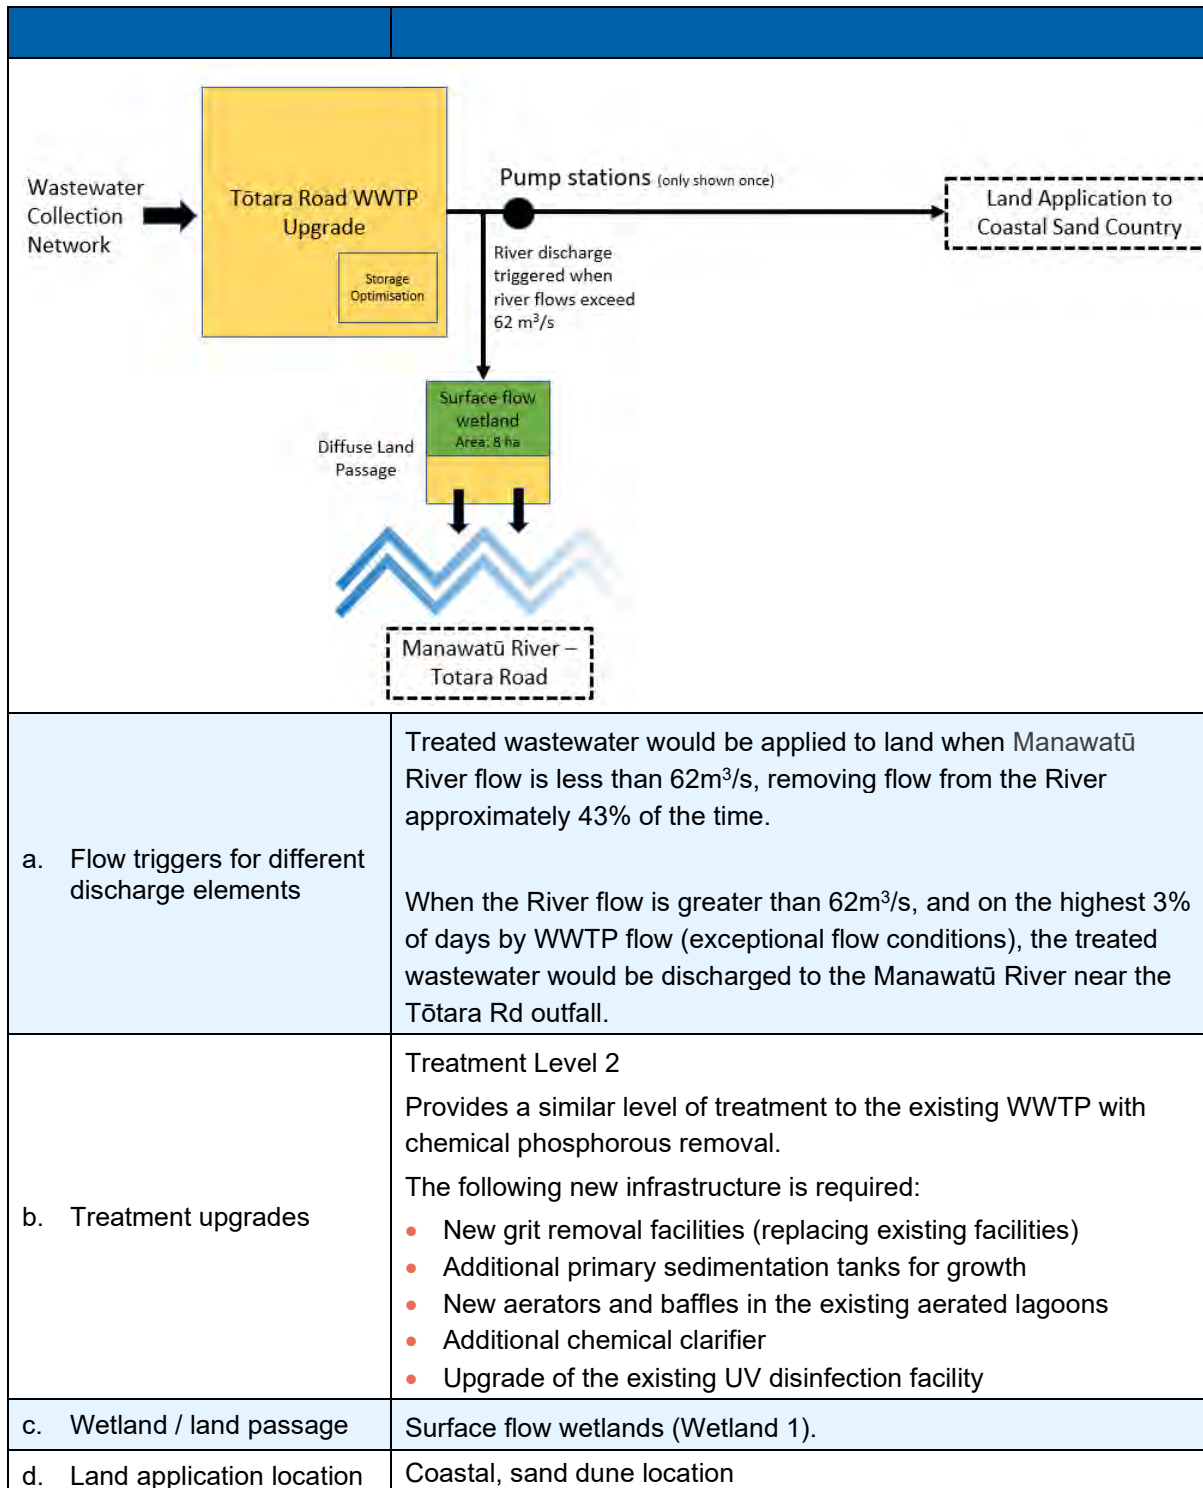 Wastewater
Collection
Network
Tōtara Road WWTP
Upgrade
Storage
Optimisation
Pump stations (only shown once)
River discharge
triggered when
river flows exceed
62 m³/s
Land Application to
Coastal Sand Country
Surface flow
wetland
Area: 8 ha
Diffuse Land
Passage
Manawatū River –
Totara Road
a. Flow triggers for different
discharge elements
Treated wastewater would be applied to land when Manawatū
River flow is less than 62m³/s, removing flow from the River
approximately 43% of the time.
When the River flow is greater than 62m³/s, and on the highest 3%
of days by WWTP flow (exceptional flow conditions), the treated
wastewater would be discharged to the Manawatū River near the
Tōtara Rd outfall.
b. Treatment upgrades
Treatment Level 2
Provides a similar level of treatment to the existing WWTP with
chemical phosphorous removal.
The following new infrastructure is required:
• New grit removal facilities (replacing existing facilities)
• Additional primary sedimentation tanks for growth
• New aerators and baffles in the existing aerated lagoons
• Additional chemical clarifier
• Upgrade of the existing UV disinfection facility
c. Wetland / land passage
Surface flow wetlands (Wetland 1).
d. Land application location
Coastal, sand dune location